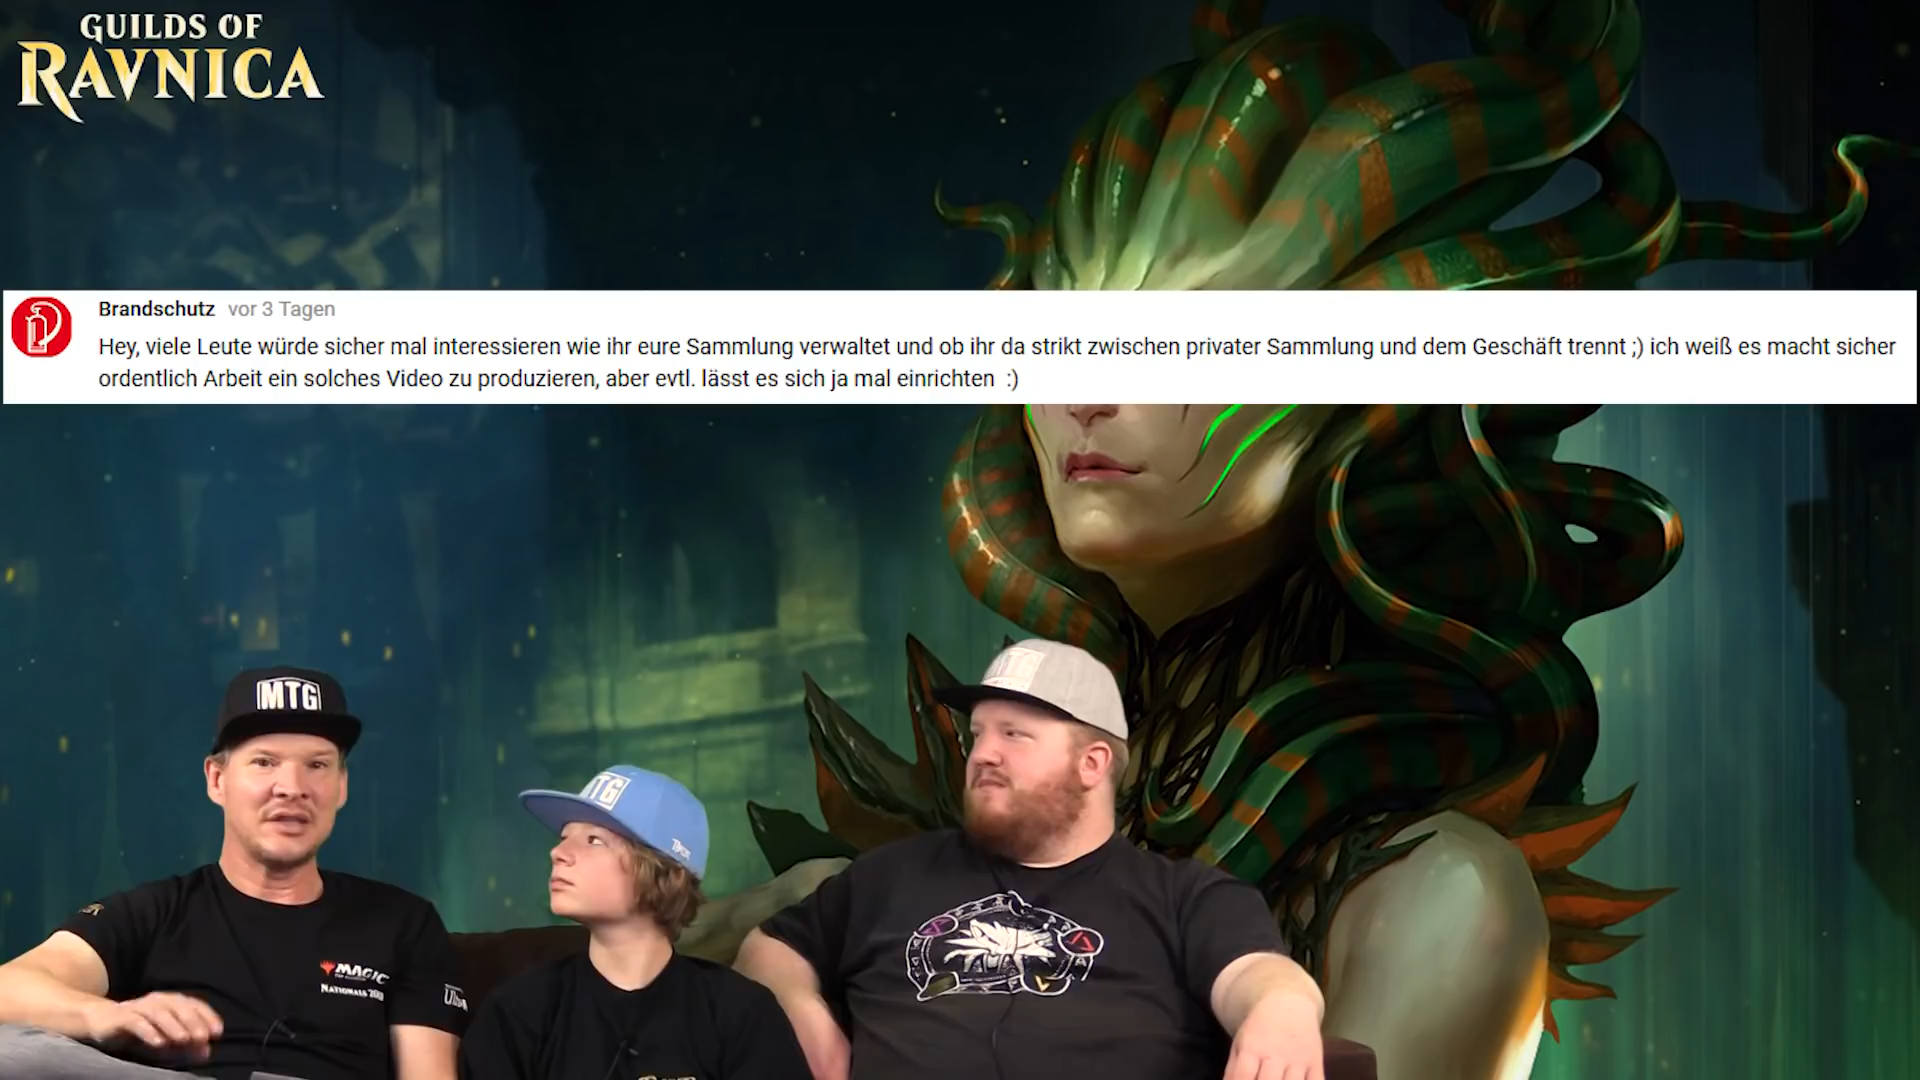 GUILDS OF
RAVNICA
Brandschutz vor 3 Tagen
Hey, viele Leute würde sicher mal interessieren wie ihr eure Sammlung verwaltet und ob ihr da strikt zwischen privater Sammlung und dem Geschäft trennt ;) ich weiß es macht sicher
ordentlich Arbeit ein solches Video zu produzieren, aber evtl. lässt es sich ja mal einrichten :)
MTG
MTG
MTG
MAGIC
NATIONALS